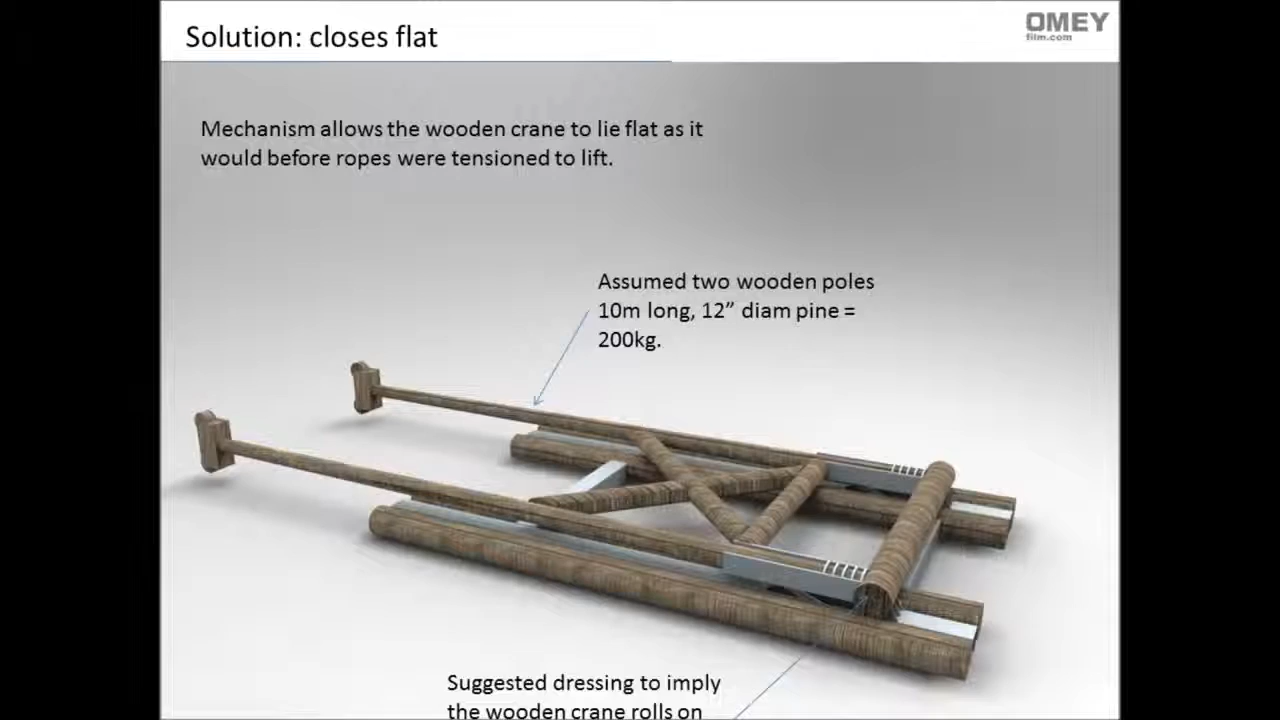 Solution: closes flat
OMEY
film.com
Mechanism allows the wooden crane to lie flat as it
would before ropes were tensioned to lift.
Assumed two wooden poles
10m long, 12” diam pine =
200kg.
Suggested dressing to imply
the wooden crane rolls on